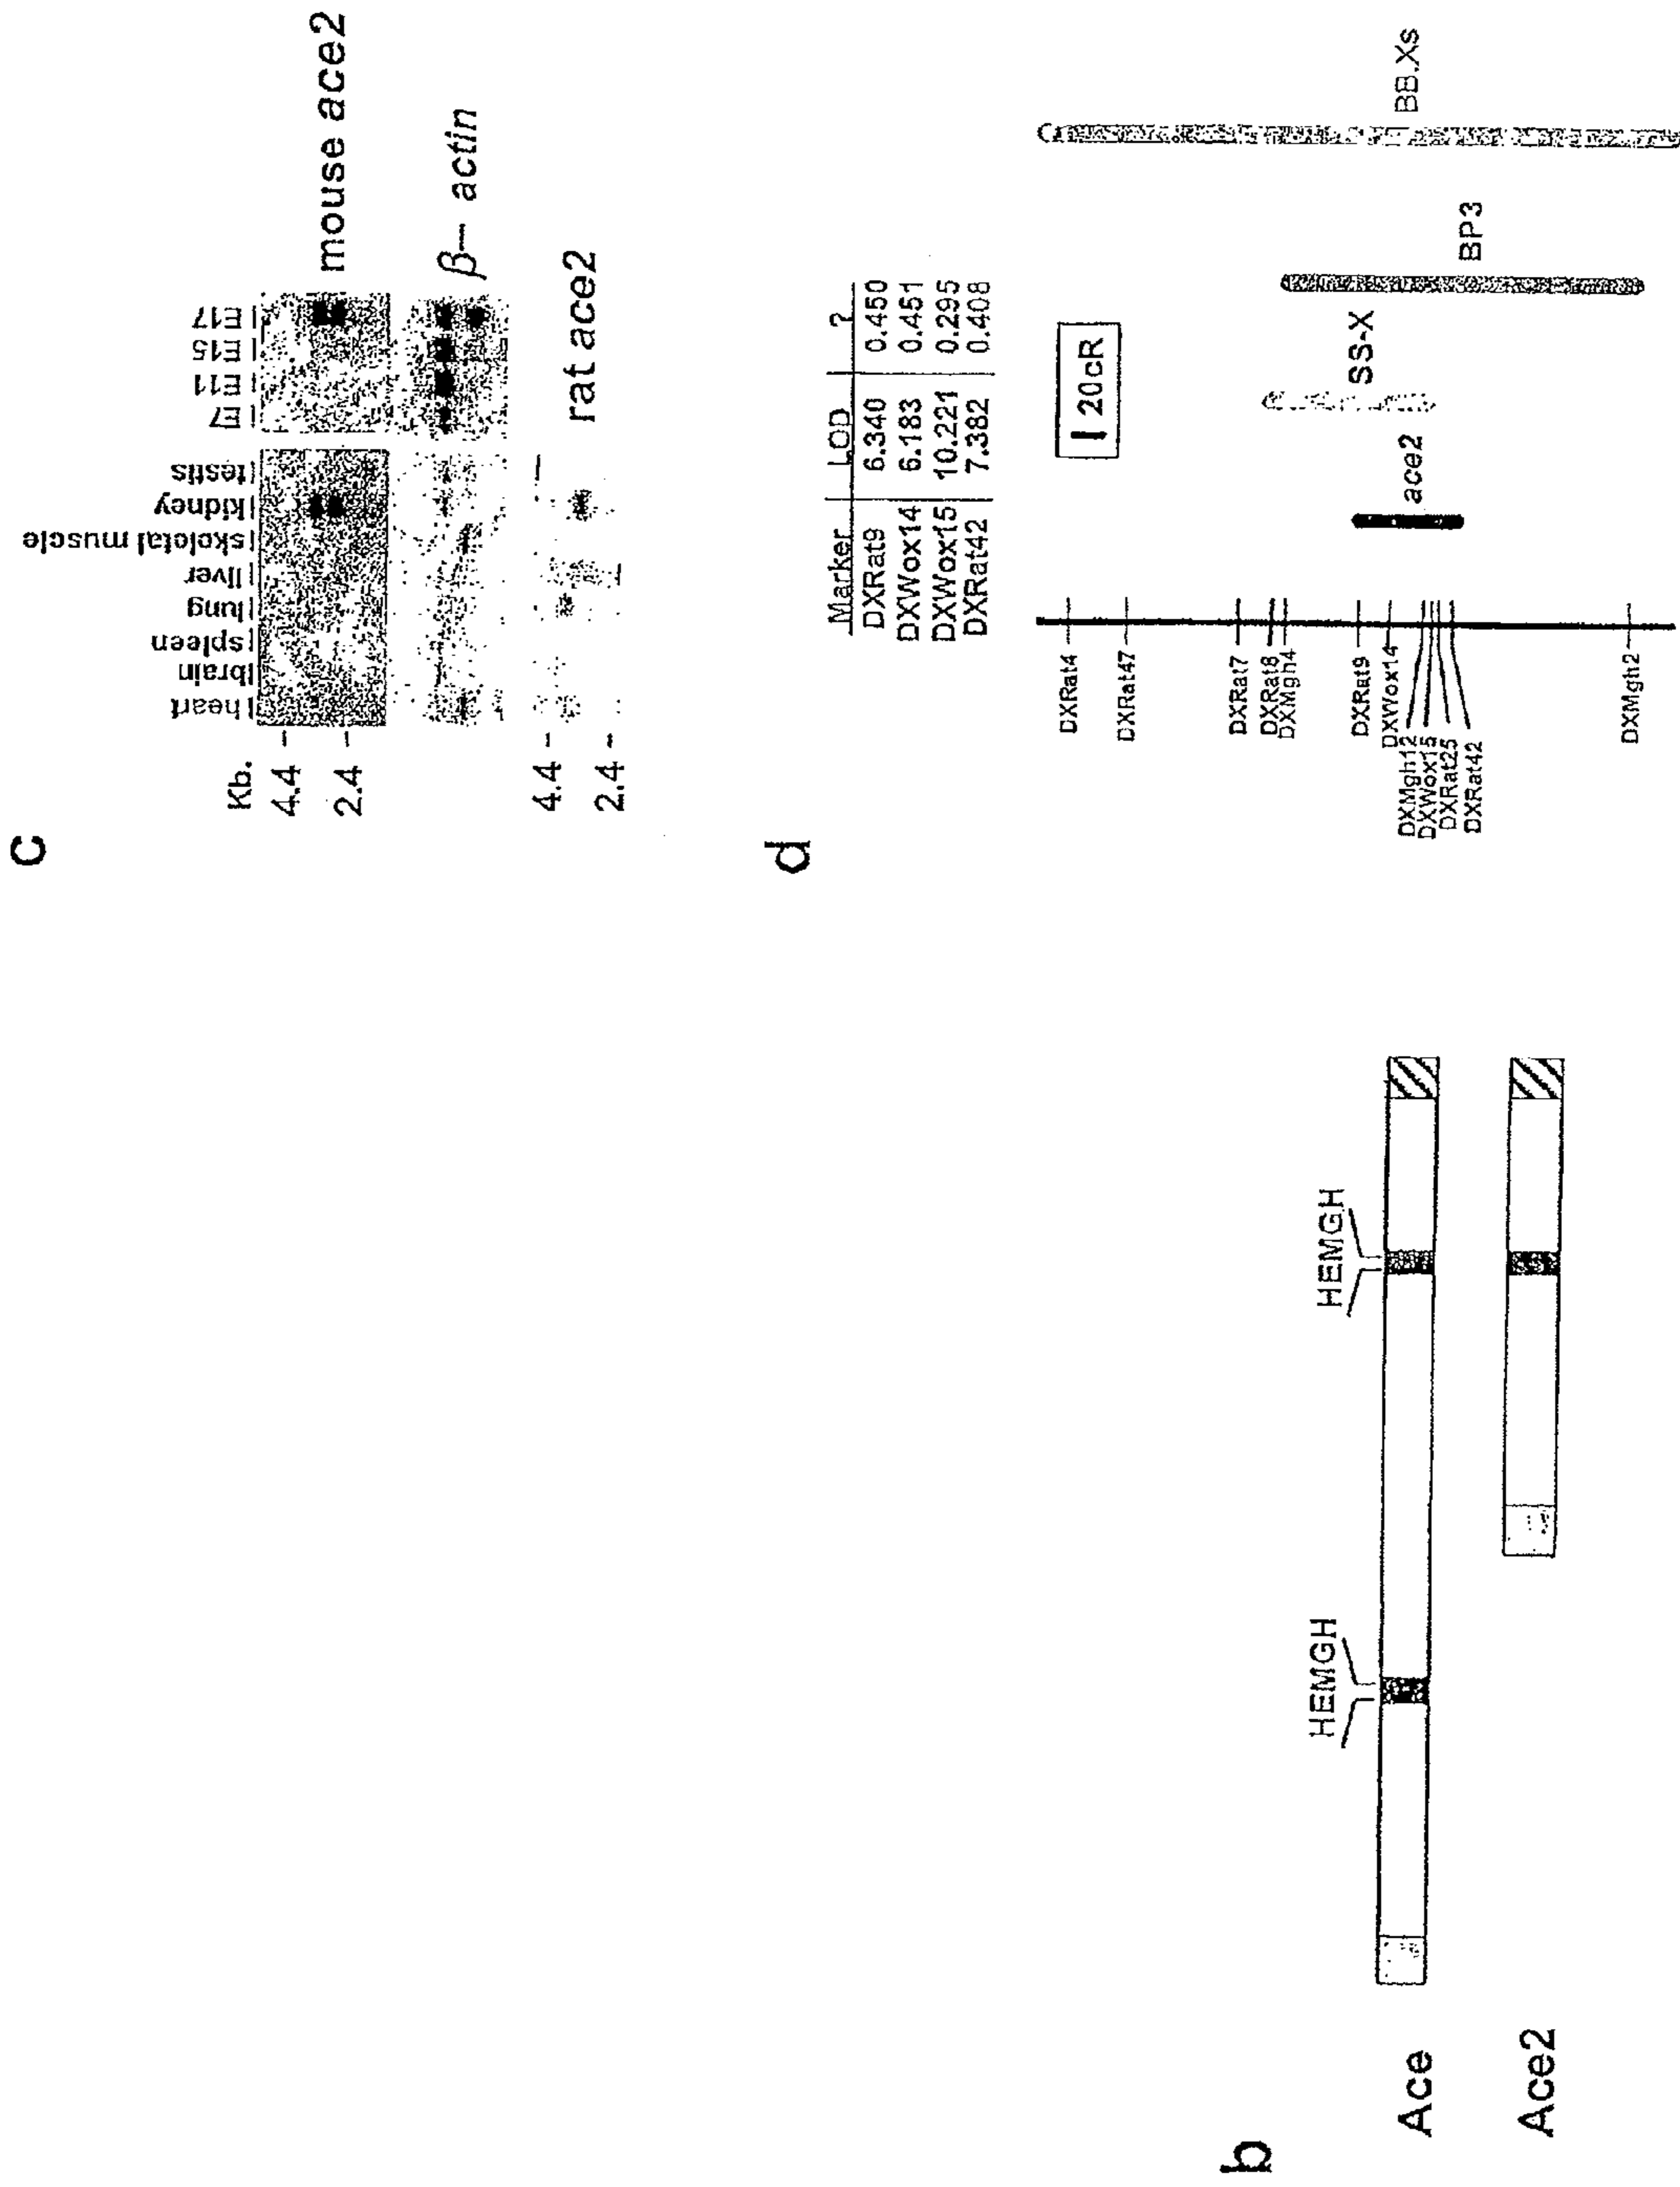 c
heart
brain
spleen
lung
liver
skeletal muscle
kidney
testis
E7
E11
E15
E17
Kb.
4.4 -
2.4 -
mouse ace2
β- actin
4.4 -
2.4 -
rat ace2
d
Marker LOD ?
DXRat9 6.340 0.450
DXWox14 6.183 0.451
DXWox15 10.221 0.295
DXRat42 7.382 0.408
20cR
DXRat4
DXRat47
DXRat7
DXRat8
DXMgh4
DXRat9
DXWox14
DXMgh12
DXWox15
DXRat25
DXRat42
DXMgh2
ace2
SS-X
BP3
BB.Xs
b
HEMGH HEMGH
Ace
Ace2